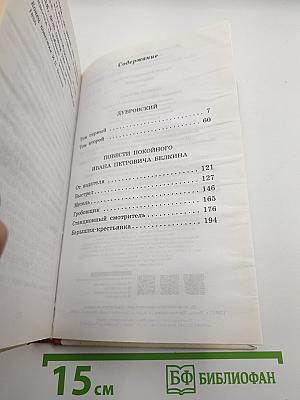 Содержание
ДУБРОВСКИЙ
Том первый 7
Том второй 60
ПОВЕСТИ ПОКОЙНОГО
ИВАНА ПЕТРОВИЧА БЕЛКИНА
От издателя 121
Выстрел 127
Метель 146
Гробовщик 165
Станционный смотритель 176
Барышня-крестьянка 194
15 см
БФ БИБЛИОФАН